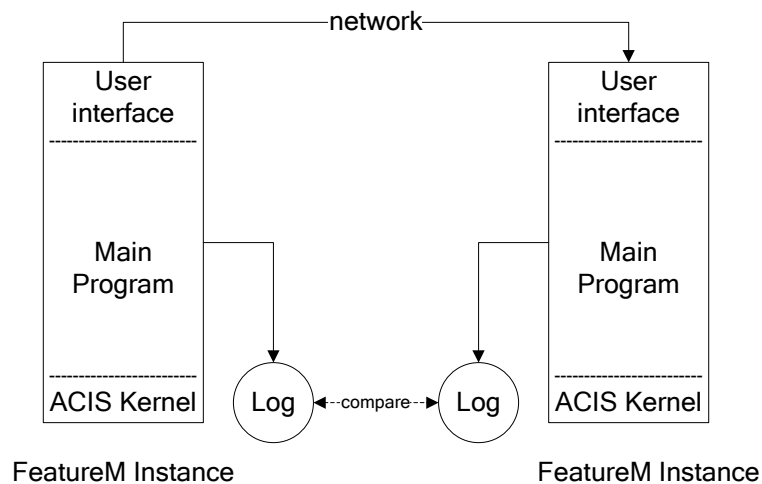 network
User
interface
Main
Program
ACIS Kernel
Log
FeatureM Instance
compare
User
interface
Main
Program
ACIS Kernel
Log
FeatureM Instance